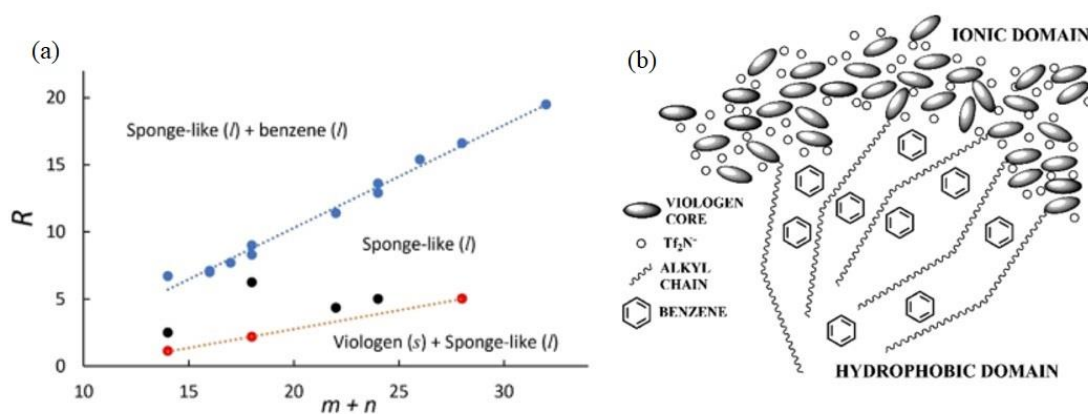 (a)
20
15
10
5
0
R
Sponge-like (l) + benzene (l)
Sponge-like (l)
Viologen (s) + Sponge-like (l)
10 15 20 25 30
m + n
(b)
IONIC DOMAIN
VIOLOGEN
CORE
Tf₂N⁻
ALKYL
CHAIN
BENZENE
HYDROPHOBIC DOMAIN